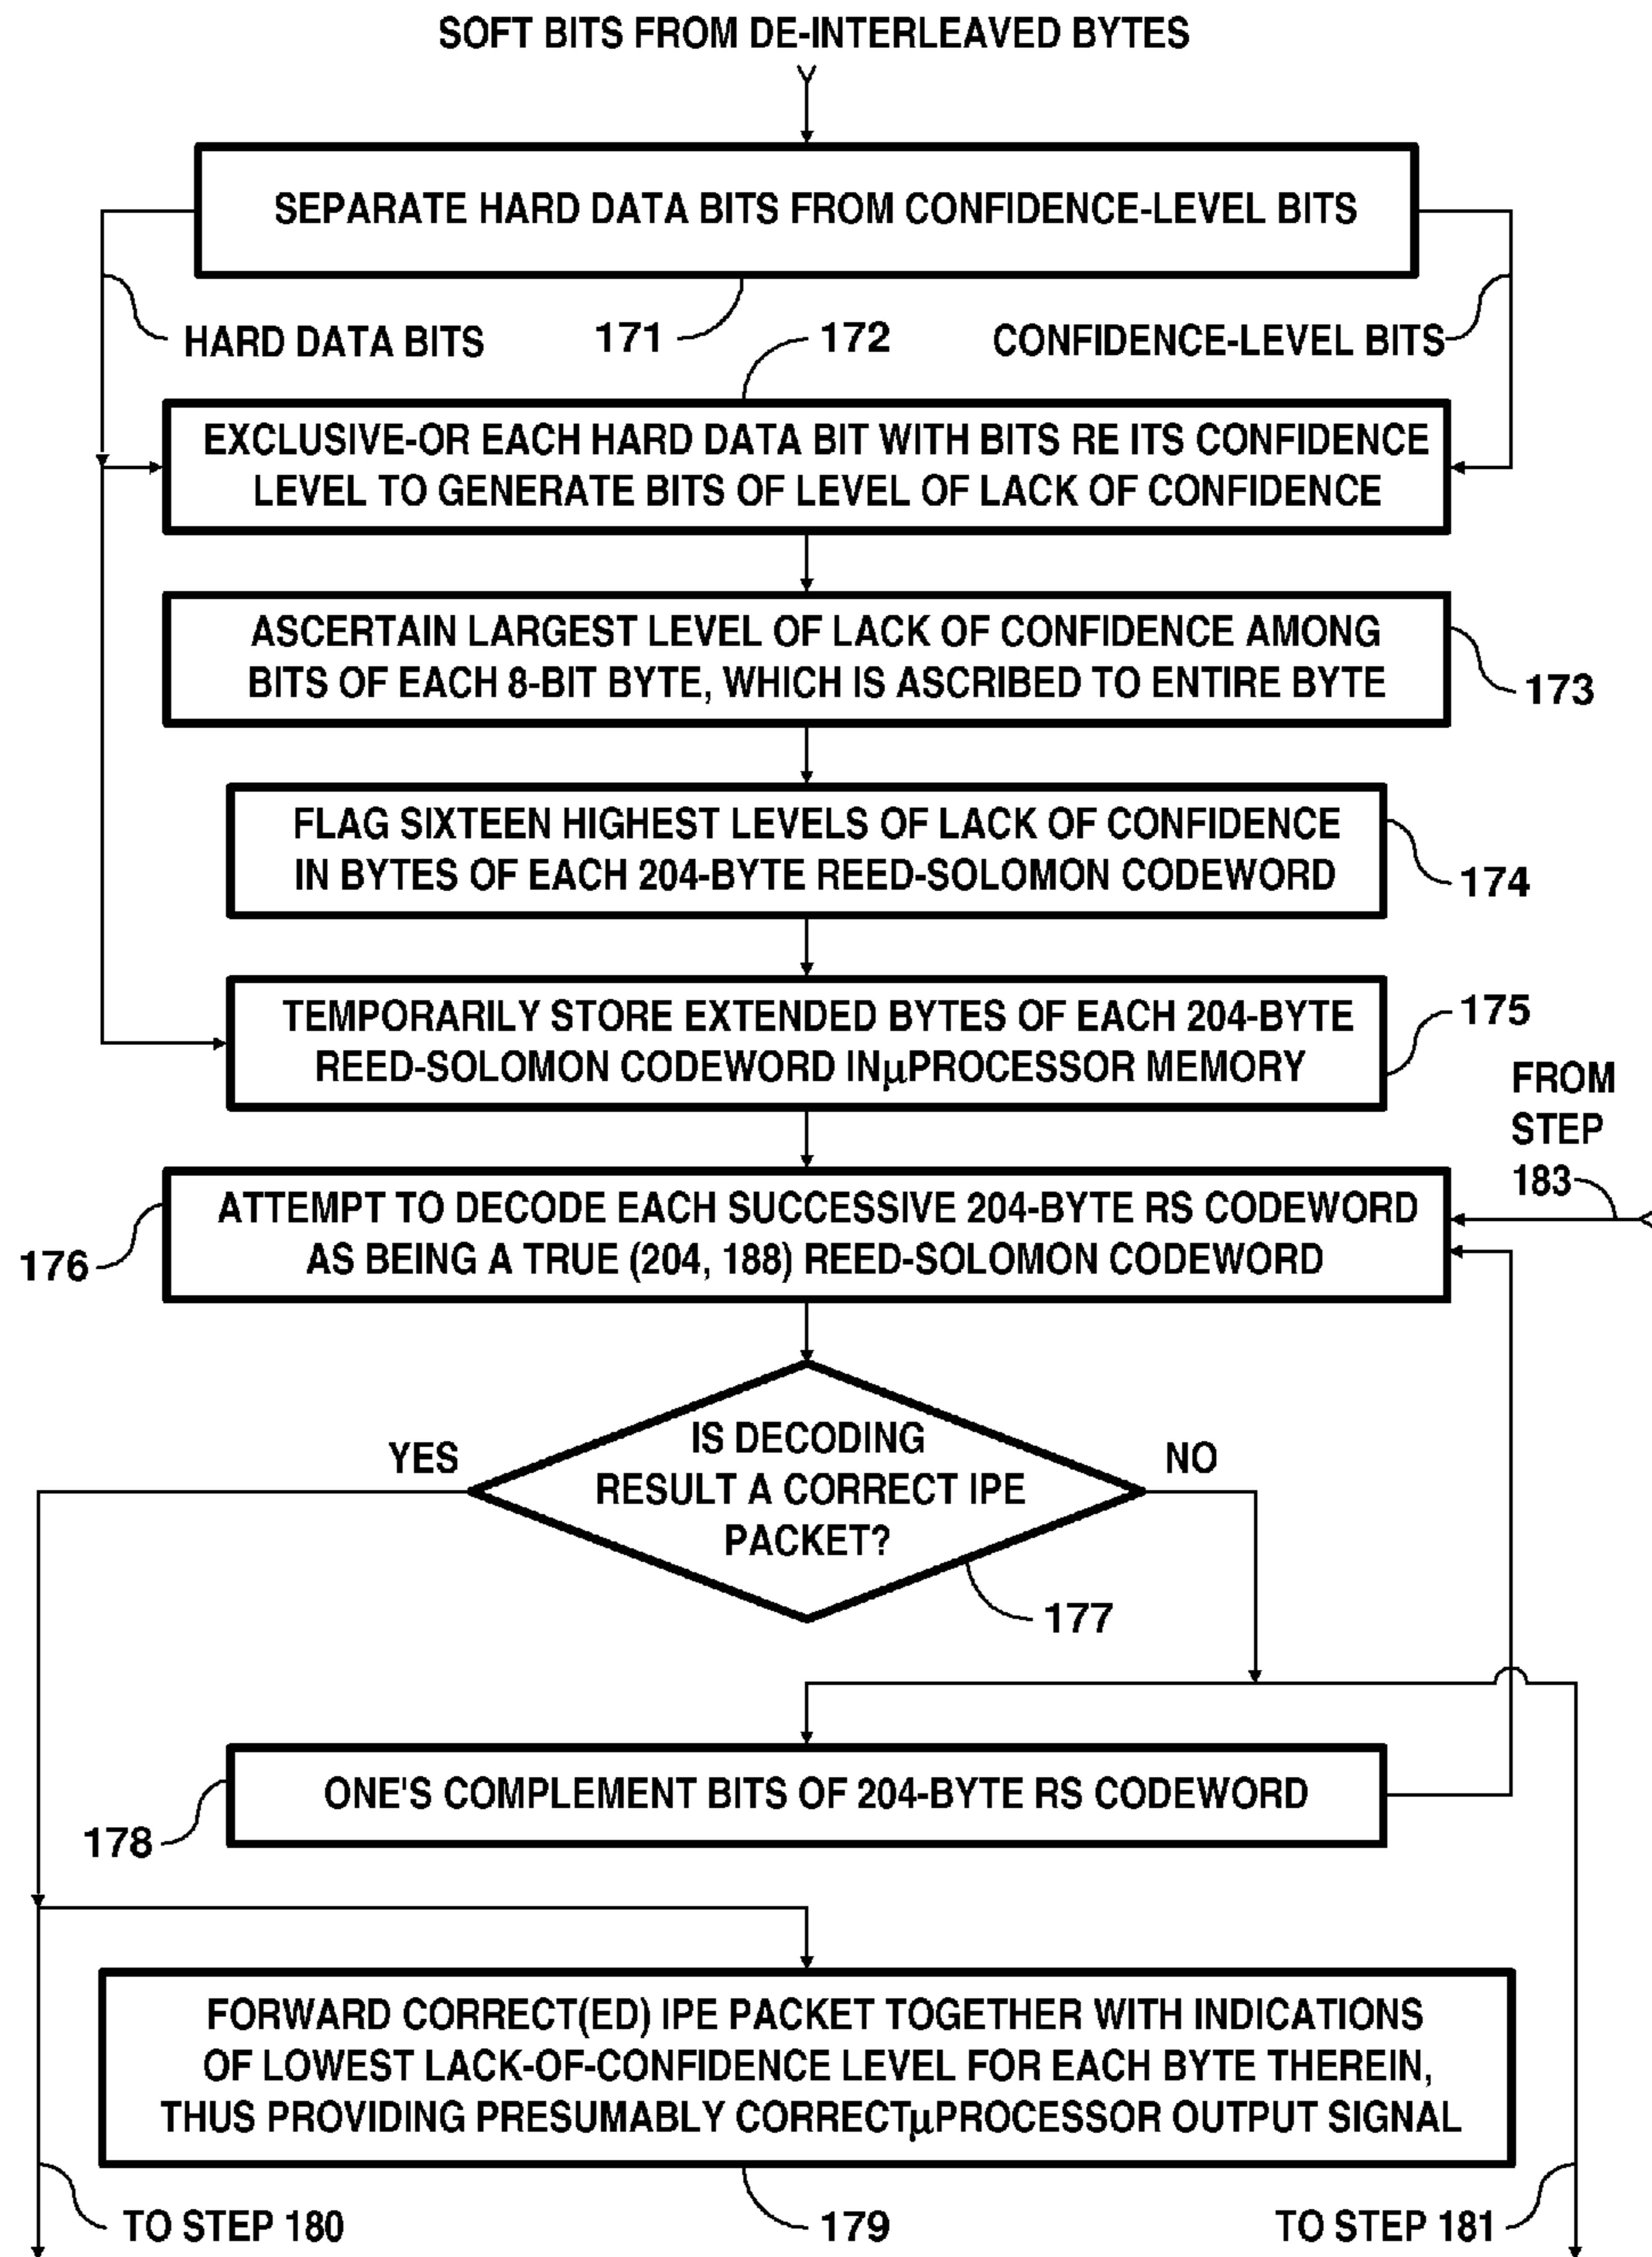 SOFT BITS FROM DE-INTERLEAVED BYTES
SEPARATE HARD DATA BITS FROM CONFIDENCE-LEVEL BITS
HARD DATA BITS
171
172
CONFIDENCE-LEVEL BITS
EXCLUSIVE-OR EACH HARD DATA BIT WITH BITS RE ITS CONFIDENCE
LEVEL TO GENERATE BITS OF LEVEL OF LACK OF CONFIDENCE
ASCERTAIN LARGEST LEVEL OF LACK OF CONFIDENCE AMONG
BITS OF EACH 8-BIT BYTE, WHICH IS ASCRIBED TO ENTIRE BYTE
173
FLAG SIXTEEN HIGHEST LEVELS OF LACK OF CONFIDENCE
IN BYTES OF EACH 204-BYTE REED-SOLOMON CODEWORD
174
TEMPORARILY STORE EXTENDED BYTES OF EACH 204-BYTE
REED-SOLOMON CODEWORD INμPROCESSOR MEMORY
175
FROM
STEP
183
ATTEMPT TO DECODE EACH SUCCESSIVE 204-BYTE RS CODEWORD
AS BEING A TRUE (204, 188) REED-SOLOMON CODEWORD
176
YES
IS DECODING
RESULT A CORRECT IPE
PACKET?
NO
177
ONE'S COMPLEMENT BITS OF 204-BYTE RS CODEWORD
178
FORWARD CORRECT(ED) IPE PACKET TOGETHER WITH INDICATIONS
OF LOWEST LACK-OF-CONFIDENCE LEVEL FOR EACH BYTE THEREIN,
THUS PROVIDING PRESUMABLY CORRECTμPROCESSOR OUTPUT SIGNAL
TO STEP 180
179
TO STEP 181